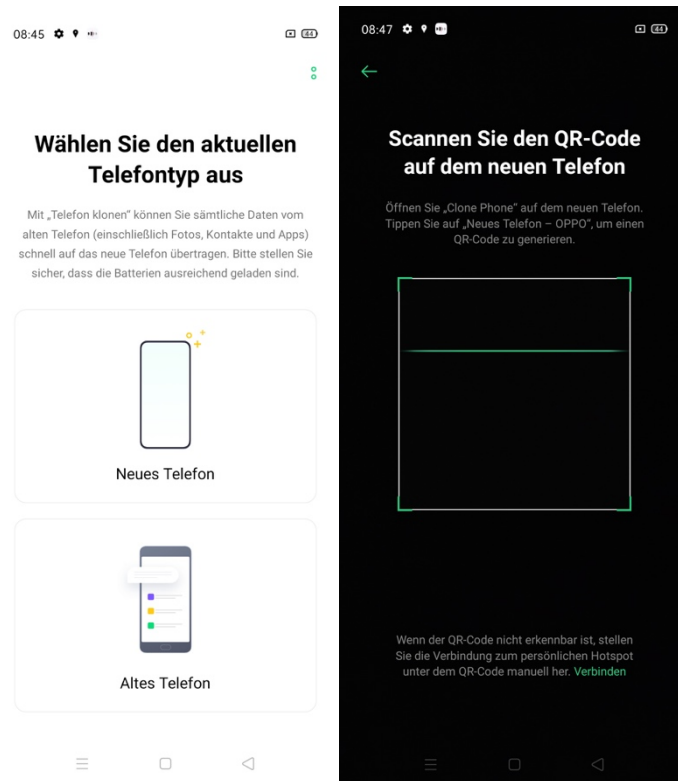 08:45
44
Wählen Sie den aktuellen
Telefontyp aus
Mit „Telefon klonen“ können Sie sämtliche Daten vom
alten Telefon (einschließlich Fotos, Kontakte und Apps)
schnell auf das neue Telefon übertragen. Bitte stellen Sie
sicher, dass die Batterien ausreichend geladen sind.
Neues Telefon
Altes Telefon
08:47
44
Scannen Sie den QR-Code
auf dem neuen Telefon
Öffnen Sie „Clone Phone“ auf dem neuen Telefon.
Tippen Sie auf „Neues Telefon – OPPO“, um einen
QR-Code zu generieren.
Wenn der QR-Code nicht erkennbar ist, stellen
Sie die Verbindung zum persönlichen Hotspot
unter dem QR-Code manuell her. Verbinden